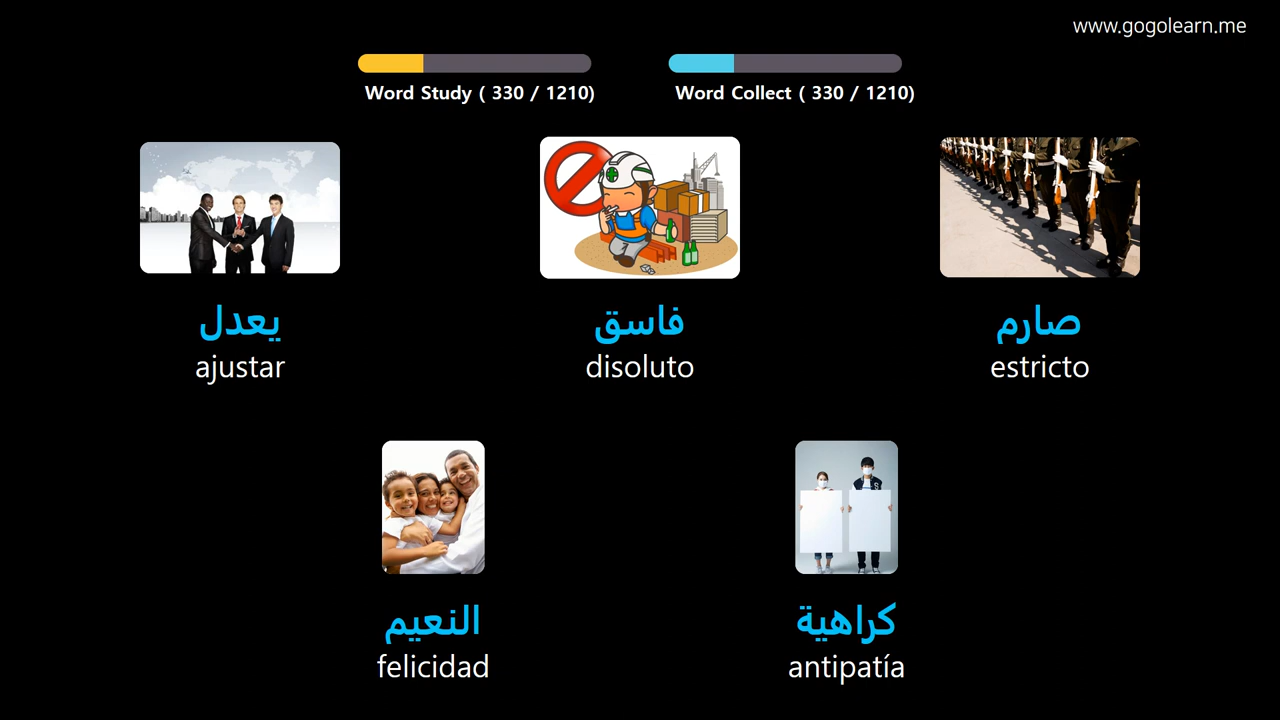 www.gogolearn.me
Word Study ( 330 / 1210)
Word Collect ( 330 / 1210)
يعدل
ajustar
فاسق
disoluto
صارم
estricto
النعيم
felicidad
كراهية
antipatía